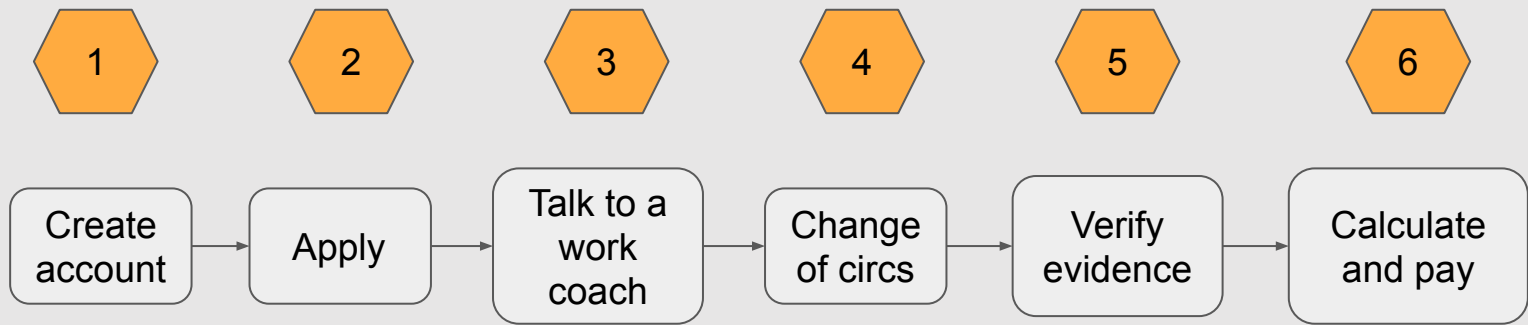 1
2
3
4
5
6
Create
account
Apply
Talk to a
work
coach
Change
of circs
Verify
evidence
Calculate
and pay